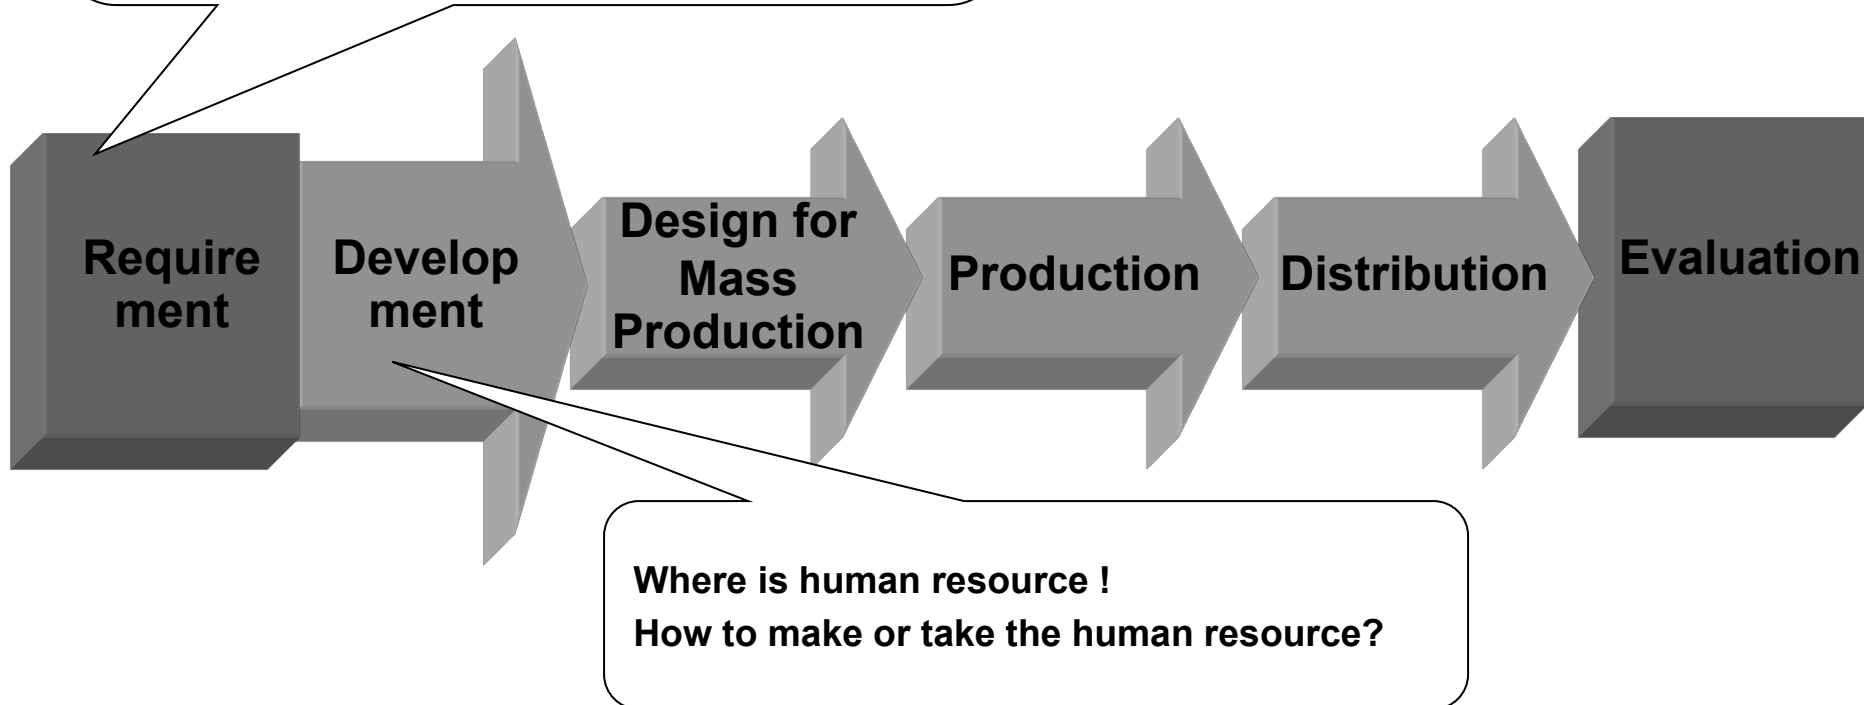 Require
ment
Develop
ment
Design for
Mass
Production
Production
Distribution
Evaluation
Where is human resource !
How to make or take the human resource?